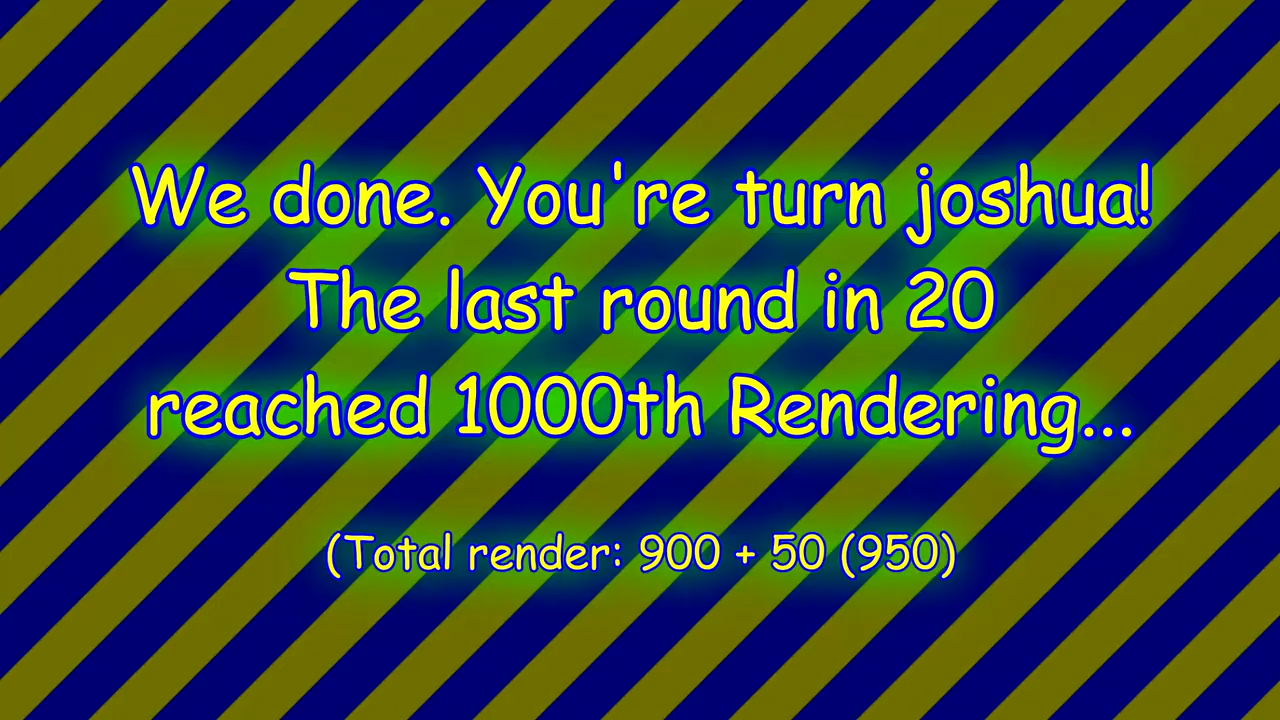 We done. You're turn joshua!
The last round in 20
reached 1000th Rendering...
(Total render: 900 + 50 (950)